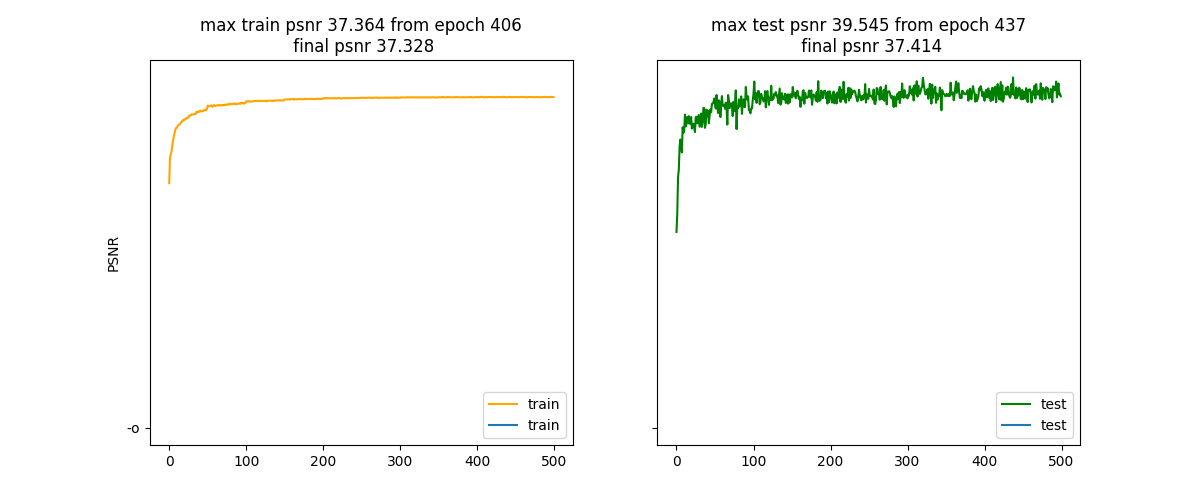 max train psnr 37.364 from epoch 406
final psnr 37.328
max test psnr 39.545 from epoch 437
final psnr 37.414
PSNR
-o
train
train
test
test
0 100 200 300 400 500
0 100 200 300 400 500